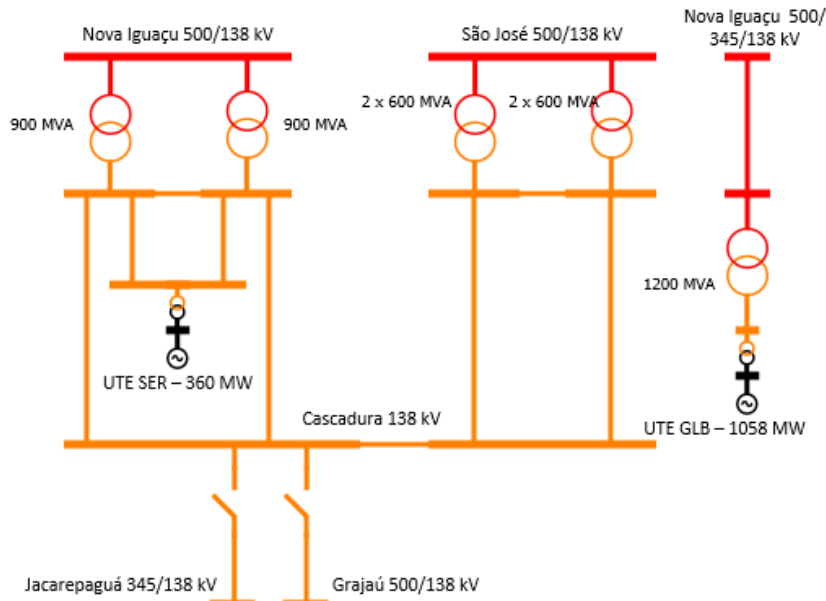 Nova Iguaçu 500/138 kV
São José 500/138 kV
Nova Iguaçu 500/
345/138 kV
900 MVA
900 MVA
2 x 600 MVA
2 x 600 MVA
1200 MVA
UTE SER – 360 MW
Cascadura 138 kV
UTE GLB – 1058 MW
Jacarepaguá 345/138 kV
Grajaú 500/138 kV